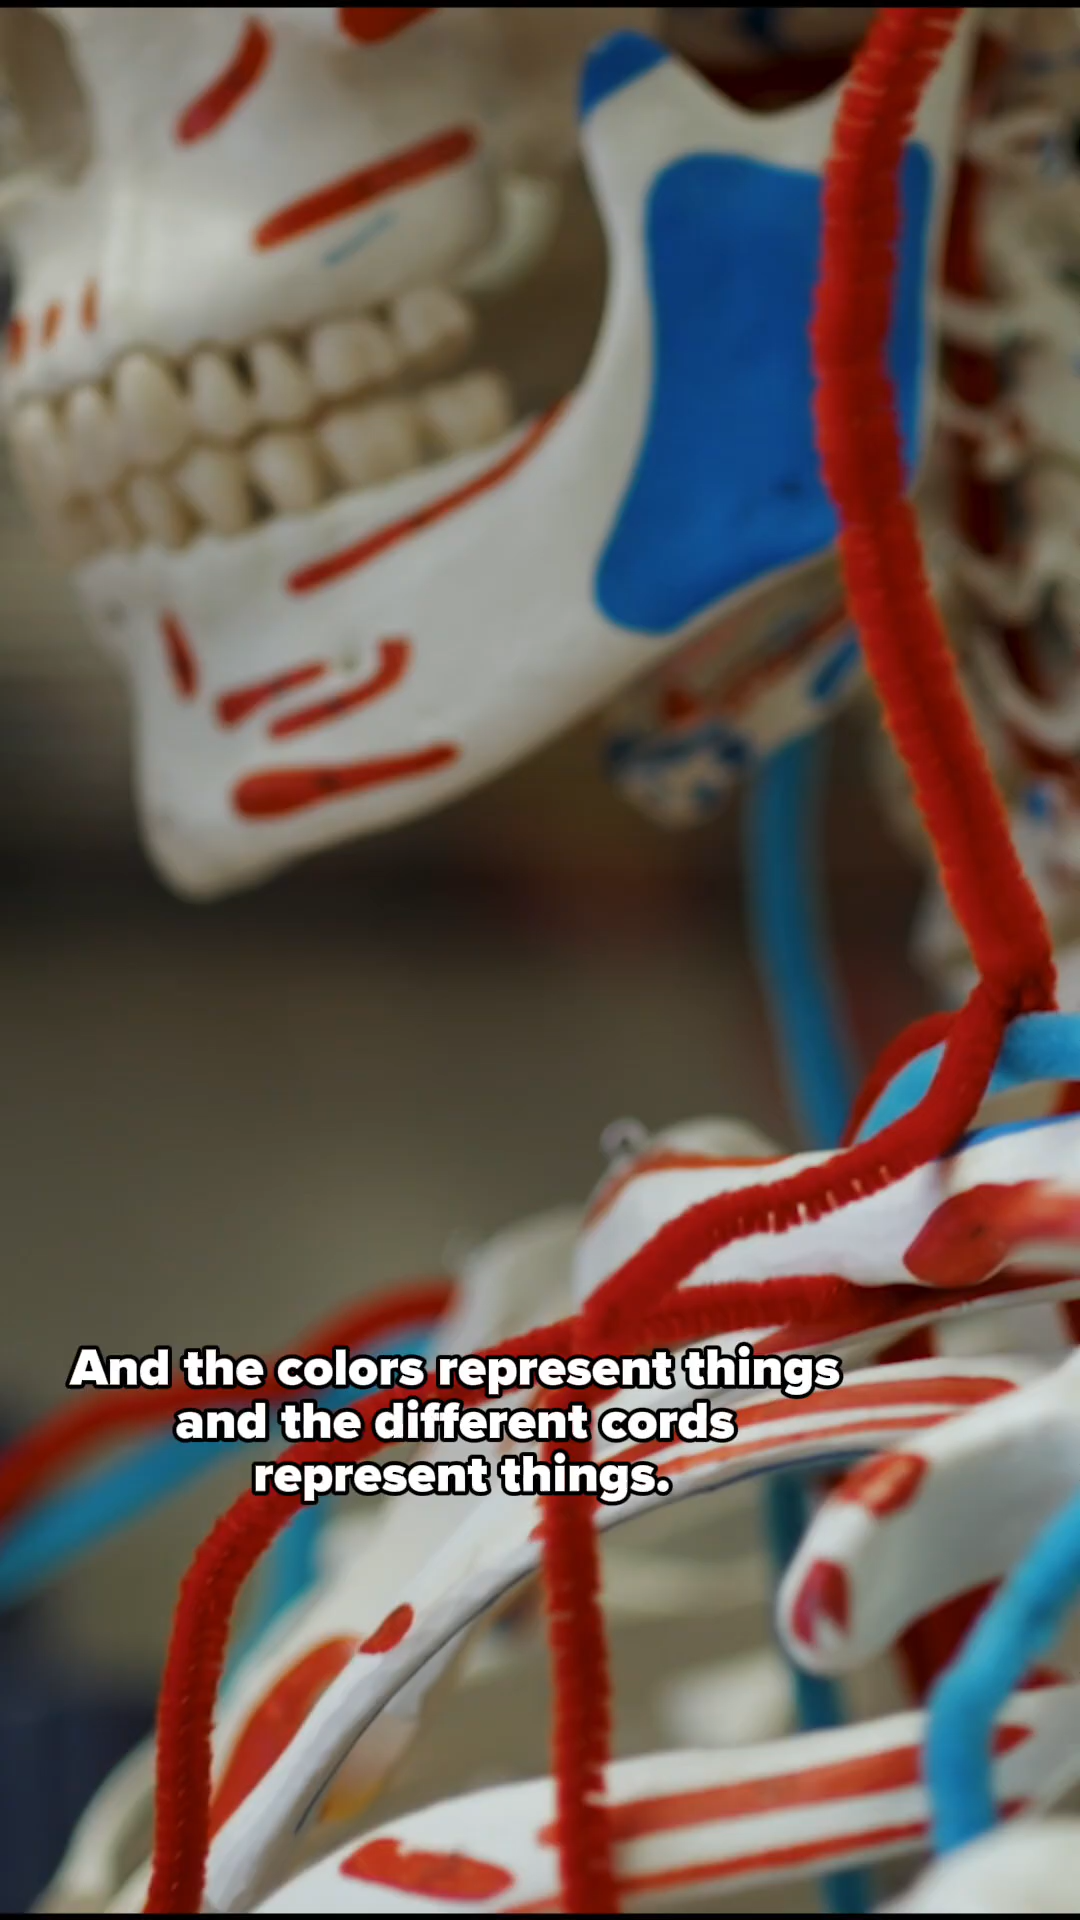 And the colors represent things
and the different cords
represent things.